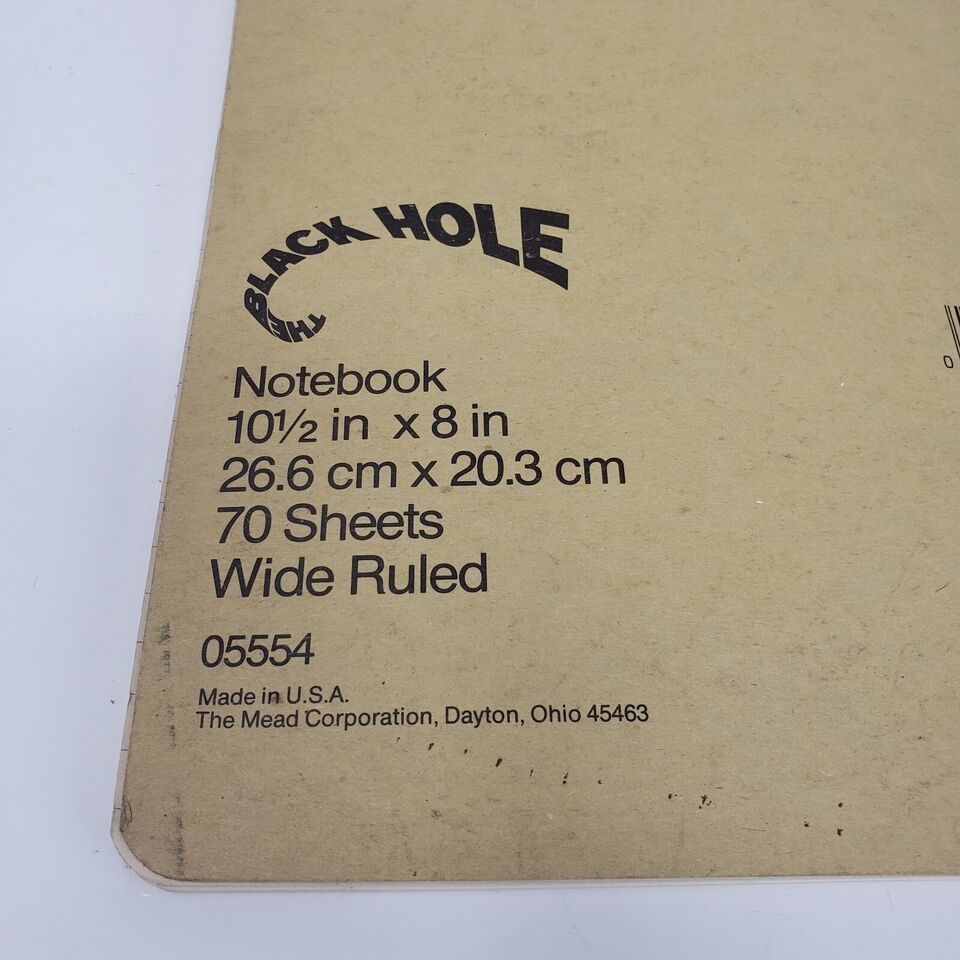 THE BLACK HOLE
Notebook
10½ in x 8 in
26.6 cm x 20.3 cm
70 Sheets
Wide Ruled
05554
Made in U.S.A.
The Mead Corporation, Dayton, Ohio 45463
0